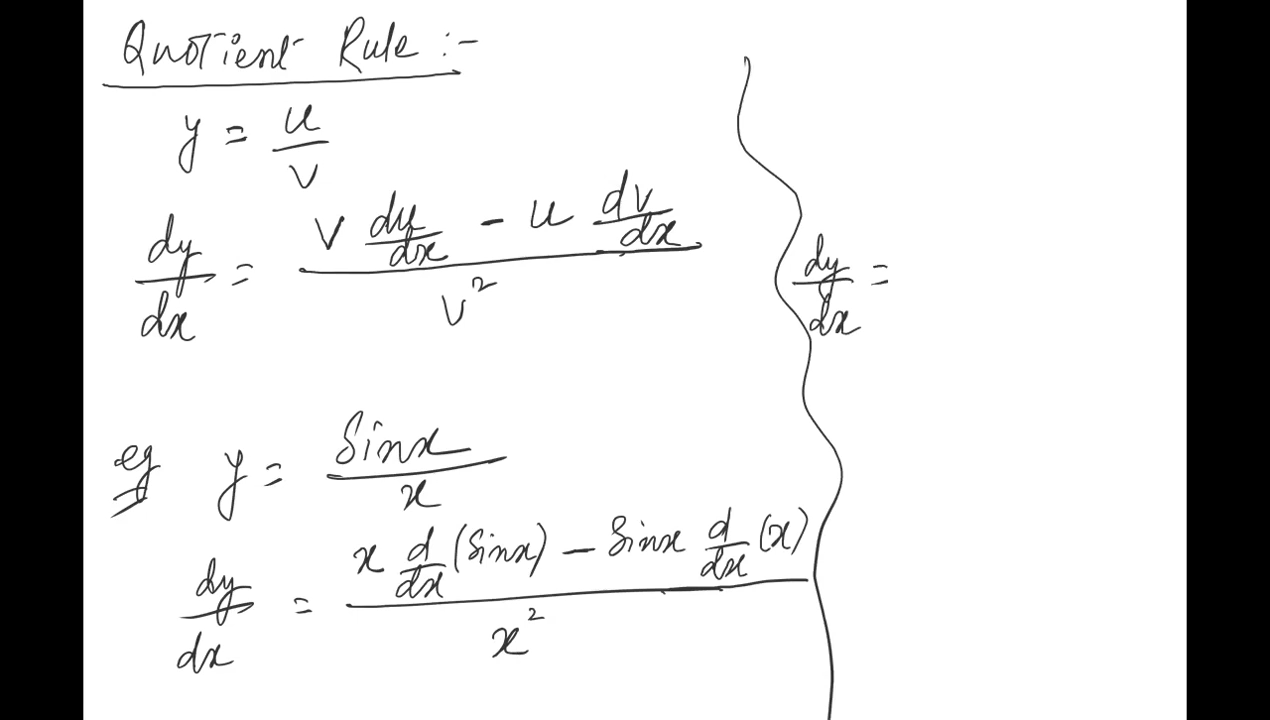 Quotient Rule :-
y = u/v
dy/dx = (v du/dx - u dv/dx)/v²
eg y = Sinx/x
dy/dx = (x d/dx (Sinx) - Sinx d/dx (x))/x²
dy/dx =